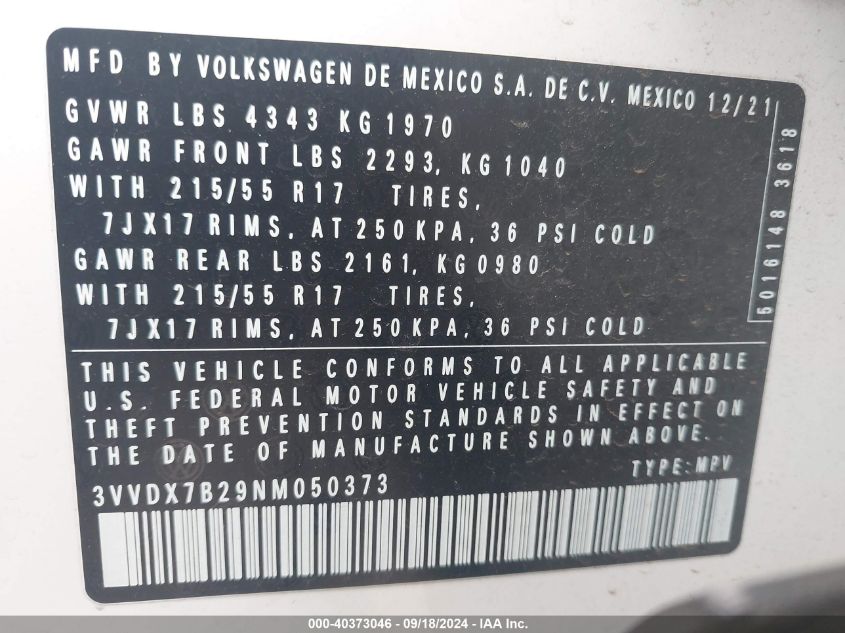 MFD BY VOLKSWAGEN DE MEXICO S.A. DE C.V. MEXICO 12/21
GVWR LBS 4343 KG 1970
GAWR FRONT LBS 2293, KG 1040
WITH 215/55 R17 TIRES,
7JX17 RIMS, AT 250 KPA, 36 PSI COLD
GAWR REAR LBS 2161, KG0980
WITH 215/55 R17 TIRES,
7JX17 RIMS, AT 250 KPA, 36 PSI COLD
6016148 3618
THIS VEHICLE CONFORMS TO ALL APPLICABLE
U.S. FEDERAL MOTOR VEHICLE SAFETY AND
THEFT PREVENTION STANDARDS IN EFFECT ON
THE DATE OF MANUFACTURE SHOWN ABOVE.
TYPE:MPV
3VVDX7B29NM050373
000-40373046 - 09/18/2024 - IAA Inc.